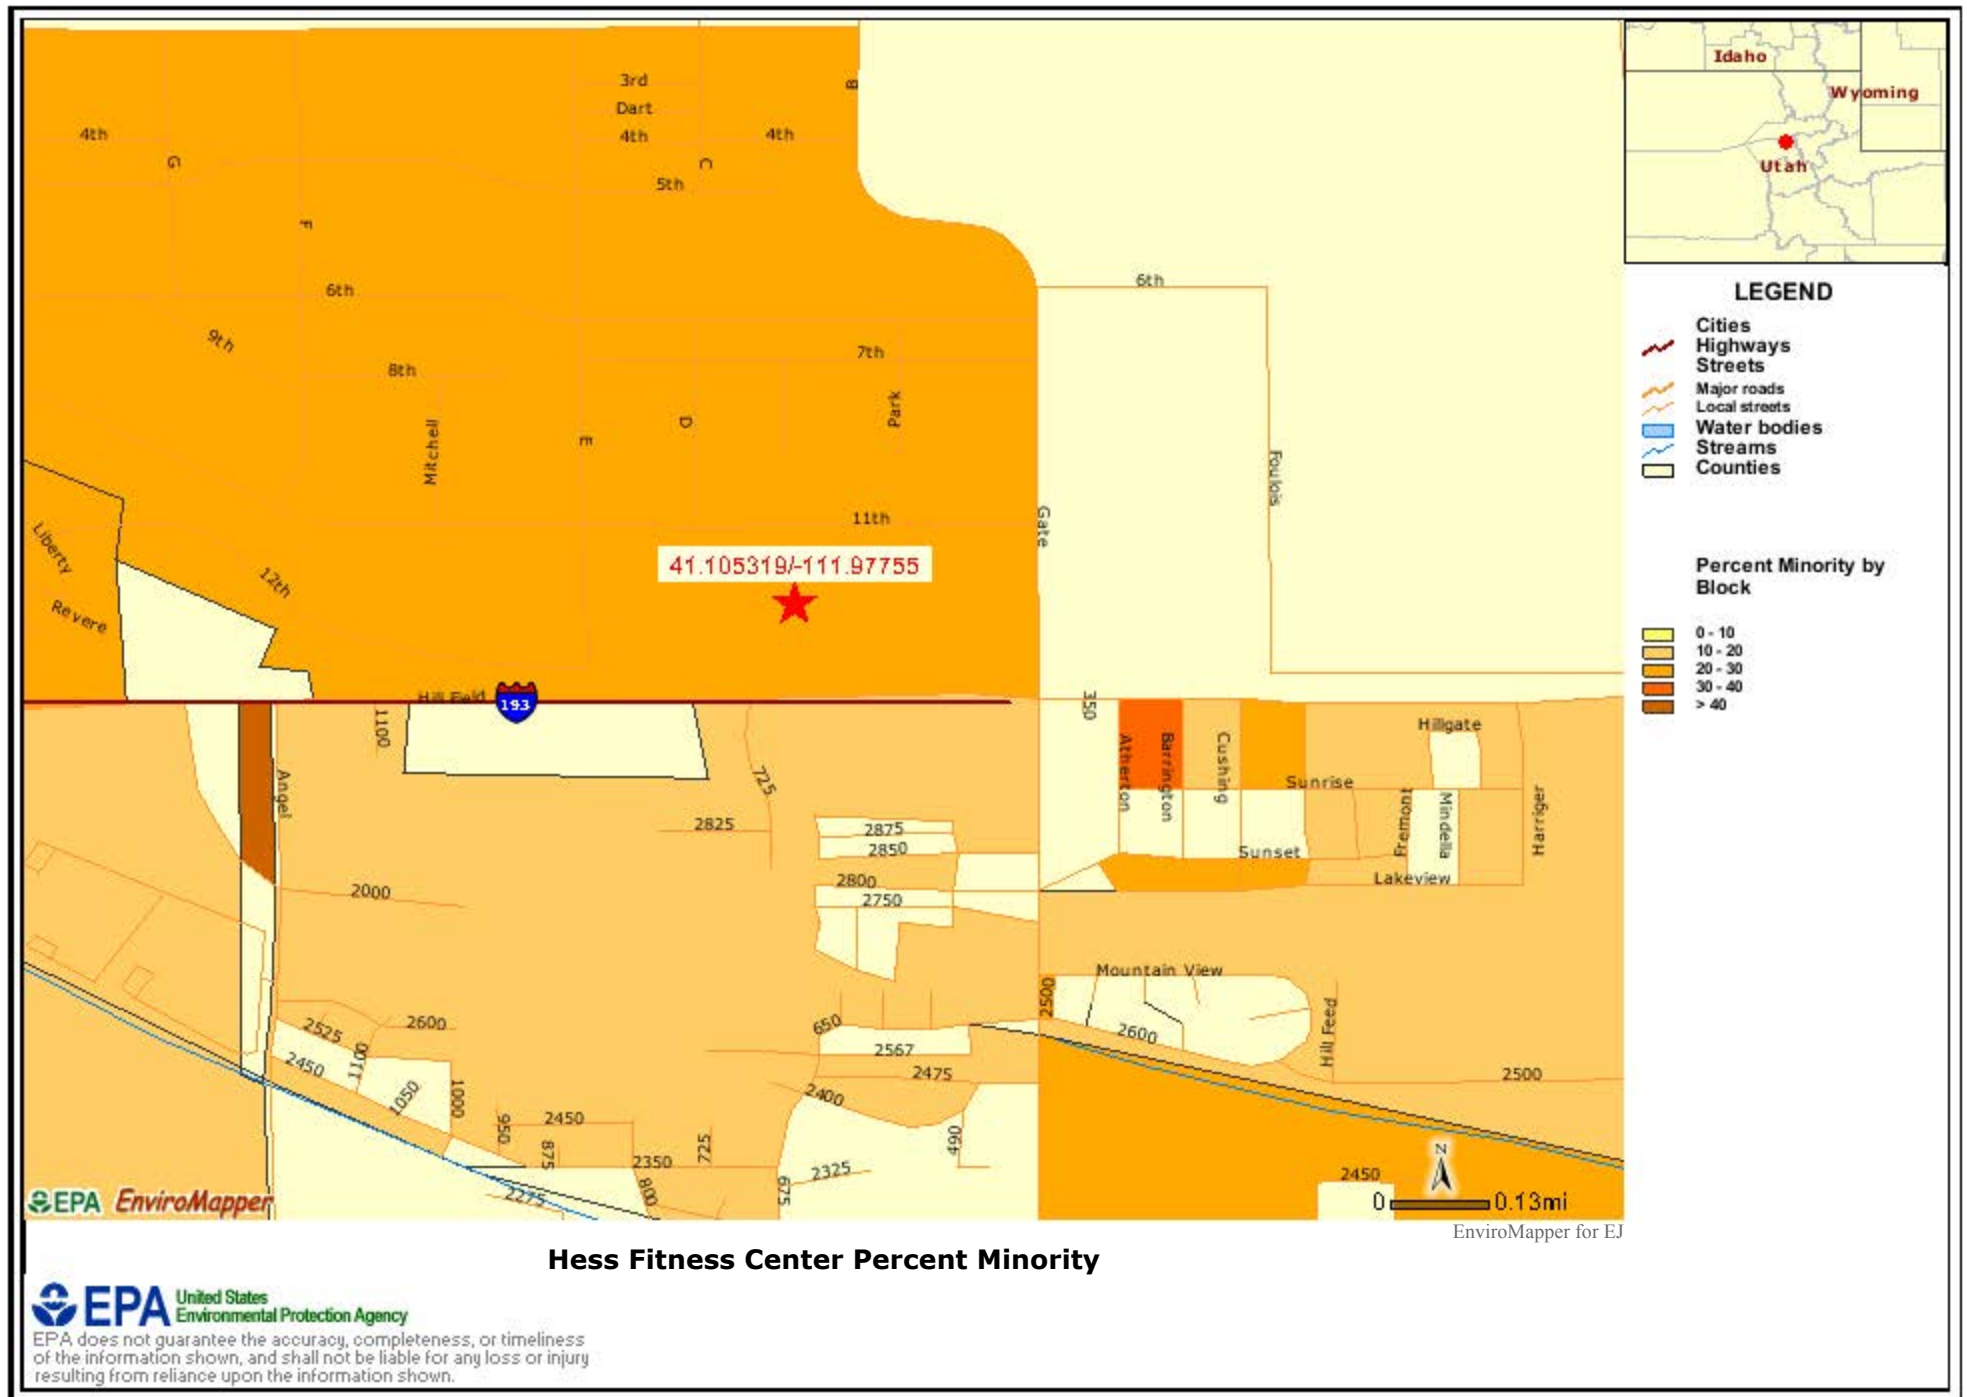 3rd
B
Dart
4th
4th
4th
G
C
5th
F
6th
6th
9th
7th
8th
Park
D
Mitchell
E
Foulois
11th
Gate
Liberty
41.105319/-111.97755
12th
Revere
Hill Field
193
350
1100
Hillgate
Atherton
Barrington
Cushing
Angel
725
Sunrise
Fremont
Mindella
Harriger
2825
2875
2850
Sunset
2800
Lakeview
2000
2750
Mountain View
2500
2525
2600
650
2600
Hill Feed
2450
1100
2567
2475
2500
1050
1000
2400
950
2450
490
875
725
2350
2325
2450
2275
800
675
N
0
0.13mi
EPA EnviroMapper
EnviroMapper for EJ
Idaho
Wyoming
Utah
LEGEND
Cities
Highways
Streets
Major roads
Local streets
Water bodies
Streams
Counties
Percent Minority by
Block
0 - 10
10 - 20
20 - 30
30 - 40
> 40
Hess Fitness Center Percent Minority
EPA
United States
Environmental Protection Agency
EPA does not guarantee the accuracy, completeness, or timeliness
of the information shown, and shall not be liable for any loss or injury
resulting from reliance upon the information shown.